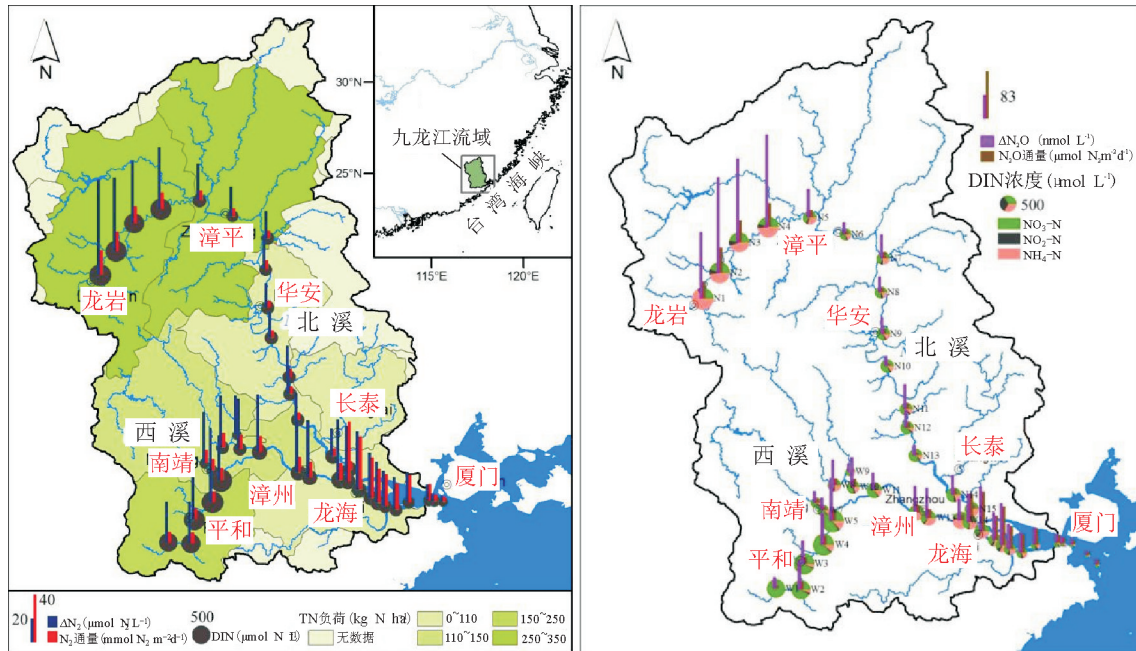 N
30°N
25°N
九龙江流域
台湾海峡
115°E
120°E
漳平
龙岩
华安
北 溪
长泰
西 溪
南靖
漳州
厦门
龙海
平和
40
20
ΔN₂(μmol N L⁻¹)
N₂通量(mmol N₂ m⁻²d⁻¹)
500
DIN(μmol N L)
TN负荷(kg N ha)
无数据
0~110
110~150
150~250
250~350
N
83
ΔN₂O (nmol L⁻¹)
N₂O通量(μmol N₂m⁻²d⁻¹)
DIN浓度(μmol L⁻¹)
500
NO₃-N
NO₂-N
NH₄-N
N5
N4
N6
N3
漳平
N2
N1
龙岩
N8
华安
N9
北 溪
N10
N11
N12
长泰
N13
西 溪
W9
W11
Zhangzhou
N14
南靖
N15
W5
漳州
厦门
W4
龙海
平和
W3
W1
W2